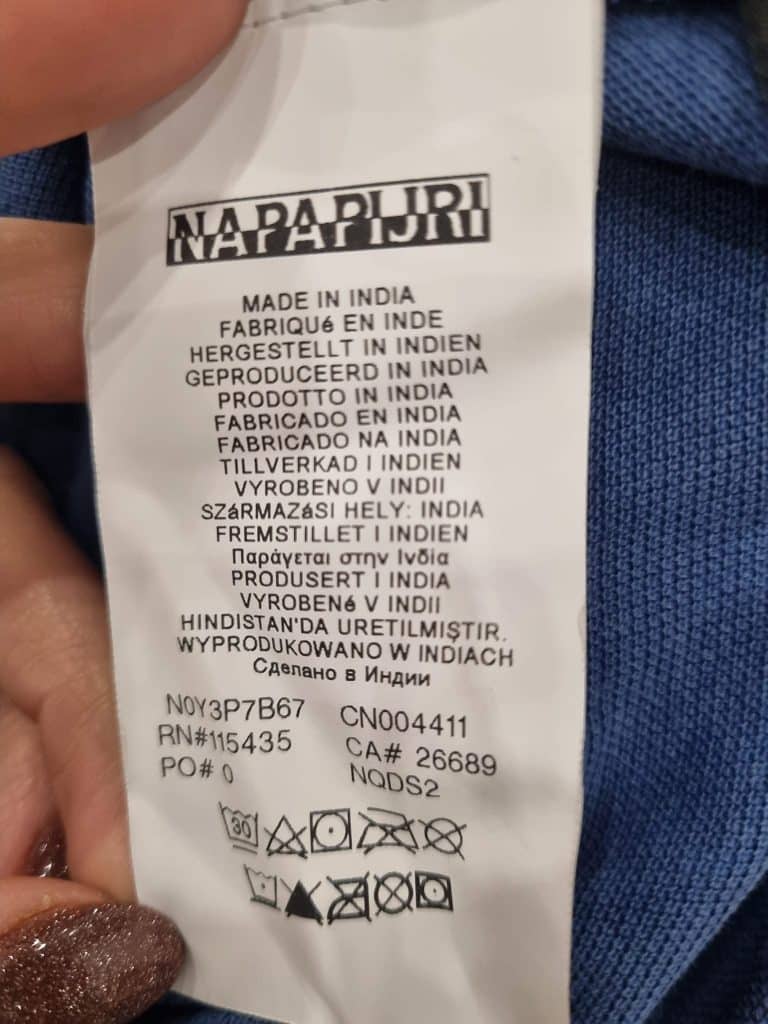 NAPAPIJRI
MADE IN INDIA
FABRIQUé EN INDE
HERGESTELLT IN INDIEN
GEPRODUCEERD IN INDIA
PRODOTTO IN INDIA
FABRICADO EN INDIA
FABRICADO NA INDIA
TILLVERKAD I INDIEN
VYROBENO V INDII
SZáRMAZáSI HELY: INDIA
FREMSTILLET I INDIEN
Παράγεται στην Ινδία
PRODUSERT I INDIA
VYROBENé V INDII
HINDISTAN'DA URETILMIŞTIR.
WYPRODUKOWANO W INDIACH
Сделано в Индии
N0Y3P7B67 CN004411
RN#115435 CA# 26689
PO# 0 NQDS2
30